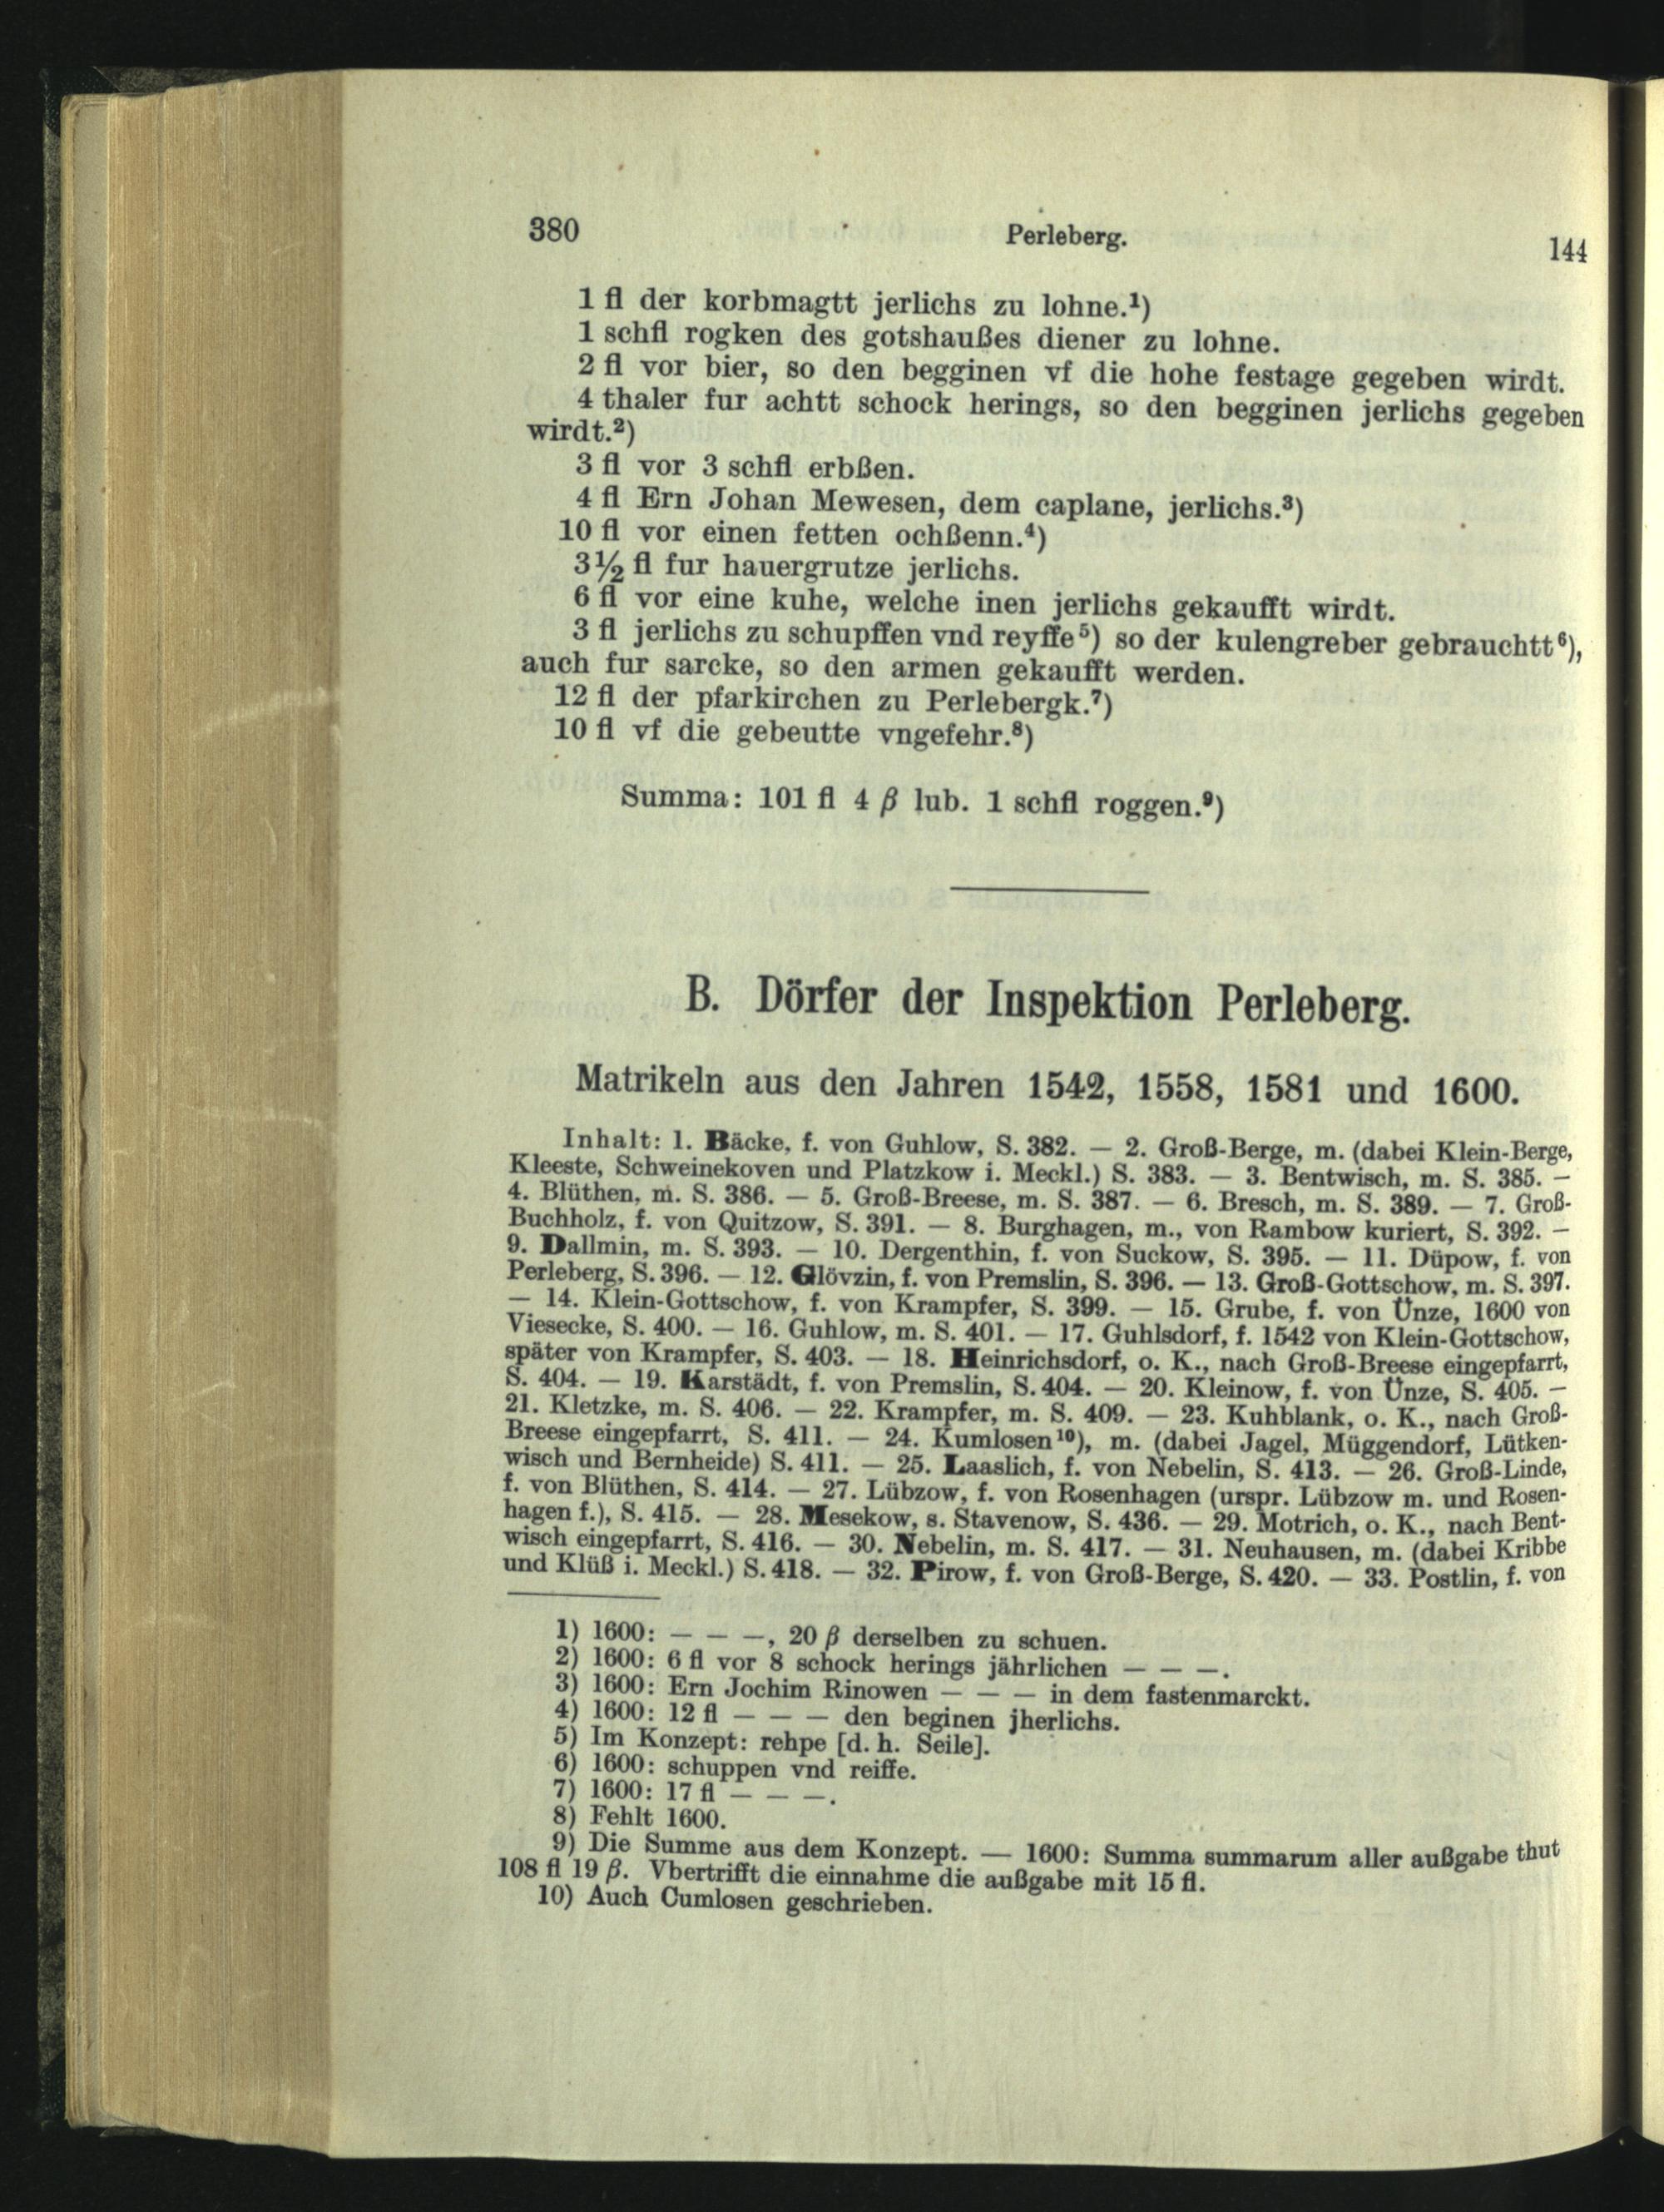 380
Perleberg.
144
1 fl der korbmagtt jerlichs zu lohne.¹)
1 schfl rogken des gotshaußes diener zu lohne.
2 fl vor bier, so den begginen vf die hohe festage gegeben wirdt.
4 thaler fur achtt schock herings, so den begginen jerlichs gegeben
wirdt.²)
3 fl vor 3 schfl erbßen.
4 fl Ern Johan Mewesen, dem caplane, jerlichs.³)
10 fl vor einen fetten ochßenn.⁴)
3½ fl fur hauergrutze jerlichs.
6 fl vor eine kuhe, welche inen jerlichs gekaufft wirdt.
3 fl jerlichs zu schupffen vnd reyffe⁵) so der kulengreber gebrauchtt⁶),
auch fur sarcke, so den armen gekaufft werden.
12 fl der pfarkirchen zu Perlebergk.⁷)
10 fl vf die gebeutte vngefehr.⁸)
Summa: 101 fl 4 β lub. 1 schfl roggen.⁹)
B. Dörfer der Inspektion Perleberg.
Matrikeln aus den Jahren 1542, 1558, 1581 und 1600.
Inhalt: 1. Bäcke, f. von Guhlow, S. 382. — 2. Groß-Berge, m. (dabei Klein-Berge,
Kleeste, Schweinekoven und Platzkow i. Meckl.) S. 383. — 3. Bentwisch, m. S. 385. —
4. Blüthen, m. S. 386. — 5. Groß-Breese, m. S. 387. — 6. Bresch, m. S. 389. — 7. Groß-
Buchholz, f. von Quitzow, S. 391. — 8. Burghagen, m., von Rambow kuriert, S. 392. —
9. Dallmin, m. S. 393. — 10. Dergenthin, f. von Suckow, S. 395. — 11. Düpow, f. von
Perleberg, S. 396. — 12. Glövzin, f. von Premslin, S. 396. — 13. Groß-Gottschow, m. S. 397.
— 14. Klein-Gottschow, f. von Krampfer, S. 399. — 15. Grube, f. von Ünze, 1600 von
Viesecke, S. 400. — 16. Guhlow, m. S. 401. — 17. Guhlsdorf, f. 1542 von Klein-Gottschow,
später von Krampfer, S. 403. — 18. Heinrichsdorf, o. K., nach Groß-Breese eingepfarrt,
S. 404. — 19. Karstädt, f. von Premslin, S. 404. — 20. Kleinow, f. von Ünze, S. 405. —
21. Kletzke, m. S. 406. — 22. Krampfer, m. S. 409. — 23. Kuhblank, o. K., nach Groß-
Breese eingepfarrt, S. 411. — 24. Kumlosen¹⁰), m. (dabei Jagel, Müggendorf, Lütken-
wisch und Bernheide) S. 411. — 25. Laaslich, f. von Nebelin, S. 413. — 26. Groß-Linde,
f. von Blüthen, S. 414. — 27. Lübzow, f. von Rosenhagen (urspr. Lübzow m. und Rosen-
hagen f.), S. 415. — 28. Mesekow, s. Stavenow, S. 436. — 29. Motrich, o. K., nach Bent-
wisch eingepfarrt, S. 416. — 30. Nebelin, m. S. 417. — 31. Neuhausen, m. (dabei Kribbe
und Klüß i. Meckl.) S. 418. — 32. Pirow, f. von Groß-Berge, S. 420. — 33. Postlin, f. von
1) 1600: — — —, 20 β derselben zu schuen.
2) 1600: 6 fl vor 8 schock herings jährlichen — — —.
3) 1600: Ern Jochim Rinowen — — — in dem fastenmarckt.
4) 1600: 12 fl — — — den beginen jherlichs.
5) Im Konzept: rehpe [d. h. Seile].
6) 1600: schuppen vnd reiffe.
7) 1600: 17 fl — — —.
8) Fehlt 1600.
9) Die Summe aus dem Konzept. — 1600: Summa summarum aller außgabe thut
108 fl 19 β. Vbertrifft die einnahme die außgabe mit 15 fl.
10) Auch Cumlosen geschrieben.